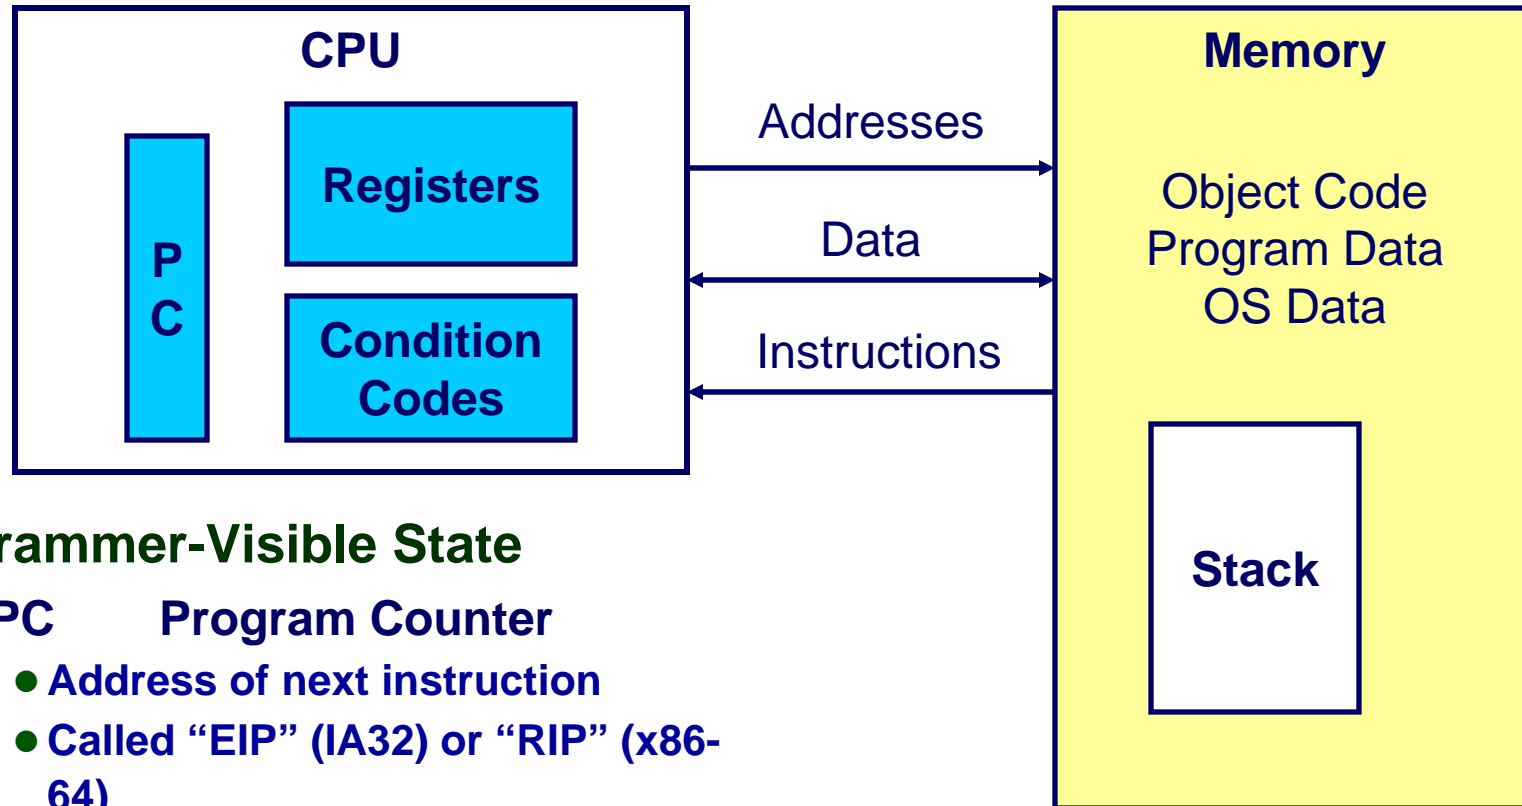 CPU
P
C
Registers
Condition
Codes
Addresses
Data
Instructions
Memory
Object Code
Program Data
OS Data
Stack
rammer-Visible State
PC Program Counter
● Address of next instruction
● Called “EIP” (IA32) or “RIP” (x86-
64)